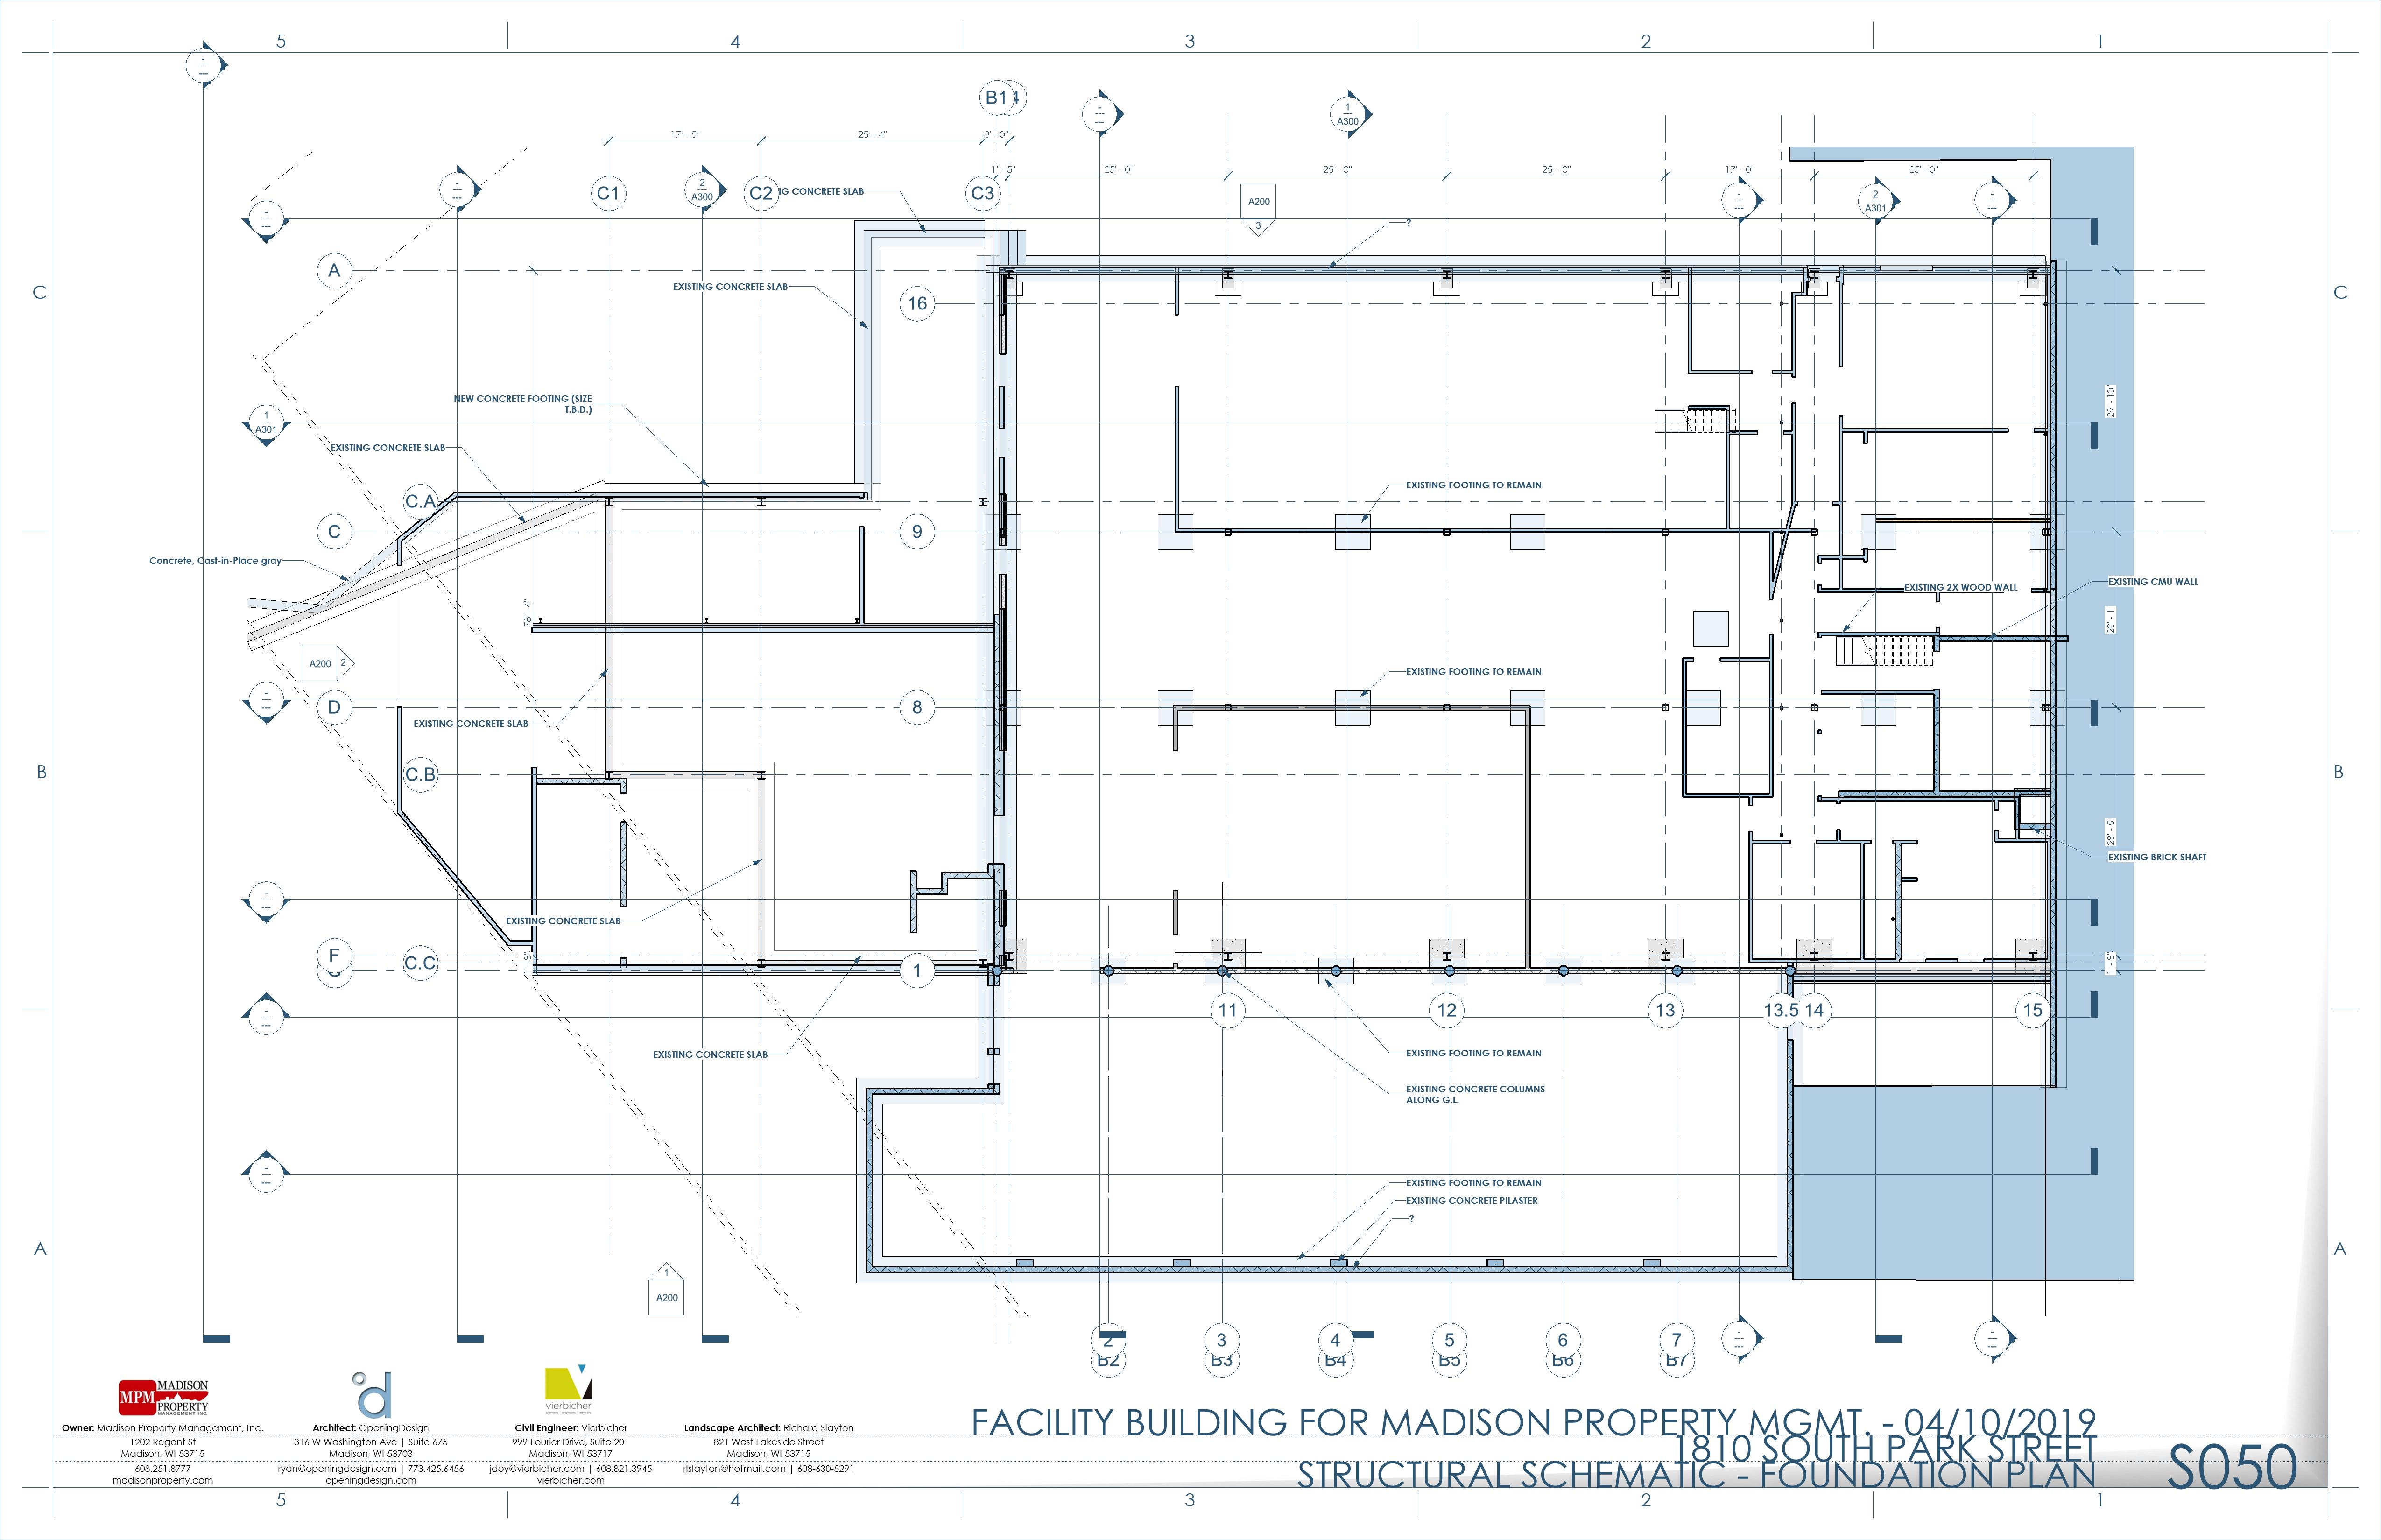 5
4
3
2
1
-
---
B1
4
-
---
1
A300
17' - 5"
25' - 4"
3' - 0"
1' - 5"
25' - 0"
25' - 0"
25' - 0"
17' - 0"
25' - 0"
-
---
C1
2
A300
C2
IG CONCRETE SLAB
C3
A200
3
-
---
2
A301
-
---
-
---
?
A
C
C
EXISTING CONCRETE SLAB
16
NEW CONCRETE FOOTING (SIZE
T.B.D.)
29' - 10"
1
A301
EXISTING CONCRETE SLAB
EXISTING FOOTING TO REMAIN
C.A
C
9
Concrete, Cast-in-Place gray
EXISTING 2X WOOD WALL
EXISTING CMU WALL
78' - 4"
20' - 1"
A200
2
EXISTING FOOTING TO REMAIN
-
---
D
8
EXISTING CONCRETE SLAB
B
C.B
B
28' - 5"
EXISTING BRICK SHAFT
-
---
EXISTING CONCRETE SLAB
F
C.C
1
1' - 8"
-
---
11
12
13
13.5
14
15
EXISTING CONCRETE SLAB
EXISTING FOOTING TO REMAIN
EXISTING CONCRETE COLUMNS
ALONG G.L.
-
---
EXISTING FOOTING TO REMAIN
EXISTING CONCRETE PILASTER
?
A
A
1
A200
2
3
4
5
6
7
-
---
-
---
B2
B3
B4
B5
B6
B7
MPM
MADISON
PROPERTY
MANAGEMENT INC.
d
vierbicher
planners | engineers | advisors
Owner: Madison Property Management, Inc.
1202 Regent St
Madison, WI 53715
608.251.8777
madisonproperty.com
Architect: OpeningDesign
316 W Washington Ave | Suite 675
Madison, WI 53703
ryan@openingdesign.com | 773.425.6456
openingdesign.com
Civil Engineer: Vierbicher
999 Fourier Drive, Suite 201
Madison, WI 53717
jdoy@vierbicher.com | 608.821.3945
vierbicher.com
Landscape Architect: Richard Slayton
821 West Lakeside Street
Madison, WI 53715
rlslayton@hotmail.com | 608-630-5291
FACILITY BUILDING FOR MADISON PROPERTY MGMT. - 04/10/2019
1810 SOUTH PARK STREET
STRUCTURAL SCHEMATIC - FOUNDATION PLAN
S050
5
4
3
2
1